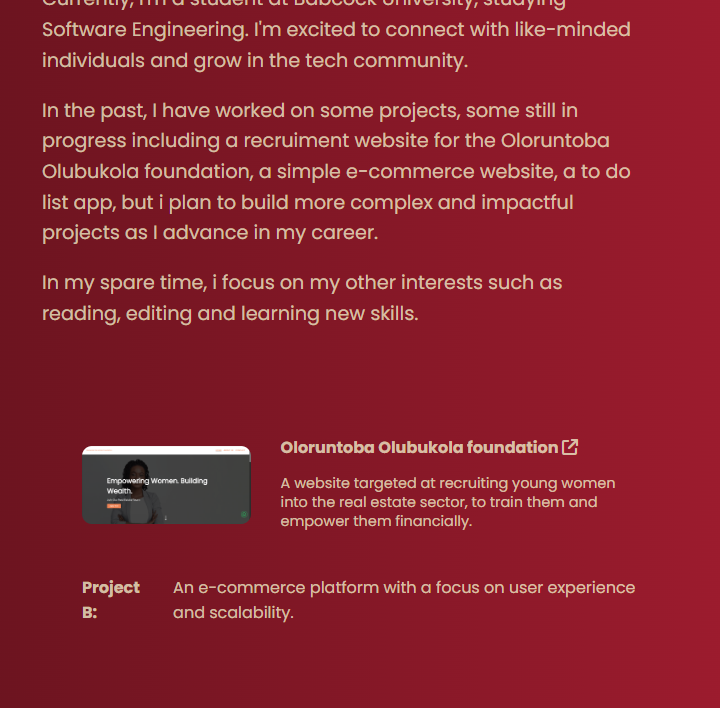 Currently, I'm a student at Babcock University, studying
Software Engineering. I'm excited to connect with like-minded
individuals and grow in the tech community.
In the past, I have worked on some projects, some still in
progress including a recruiment website for the Oloruntoba
Olubukola foundation, a simple e-commerce website, a to do
list app, but i plan to build more complex and impactful
projects as I advance in my career.
In my spare time, i focus on my other interests such as
reading, editing and learning new skills.
Oloruntoba Olubukola foundation
Empowering Women. Building
Wealth.
A website targeted at recruiting young women
into the real estate sector, to train them and
empower them financially.
Project
B:
An e-commerce platform with a focus on user experience
and scalability.